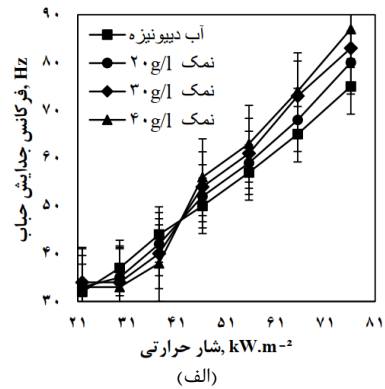 ۹۰
۸۰
۷۰
۶۰
۵۰
۴۰
۳۰
فرکانس جدایش حباب, Hz
آب دییونیزه
نمک ۲۰g/l
نمک ۳۰g/l
نمک ۴۰g/l
۲۱ ۳۱ ۴۱ ۵۱ ۶۱ ۷۱ ۸۱
شار حرارتی, kW.m-²
(الف)